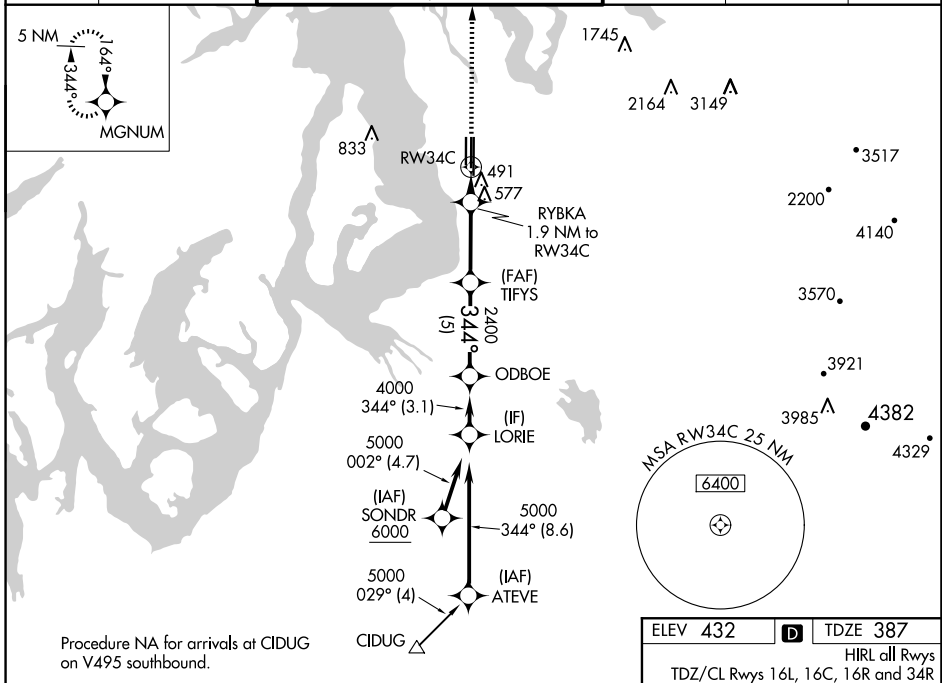 5 NM
164°
344°
MGNUM
1745
2164
3149
833
RW34C
491
577
3517
2200
4140
RYBKA
1.9 NM to
RW34C
(FAF)
TIFYS
3570
2400
344°
(5)
3921
ODBOE
4000
344° (3.1)
(IF)
LORIE
3985
4382
4329
5000
002° (4.7)
MSA RW34C 25 NM
6400
(IAF)
SONDR
6000
5000
344° (8.6)
5000
029° (4)
(IAF)
ATEVE
CIDUG
Procedure NA for arrivals at CIDUG
on V495 southbound.
ELEV 432 D TDZE 387
HIRL all Rwys
TDZ/CL Rwys 16L, 16C, 16R and 34R